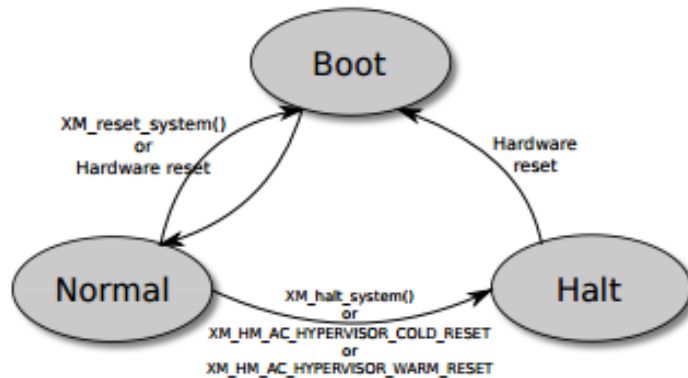 Boot
XM_reset_system()
or
Hardware reset
Hardware
reset
Normal
XM_halt_system()
or
XM_HM_AC_HYPERVISOR_COLD_RESET
or
XM_HM_AC_HYPERVISOR_WARM_RESET
Halt